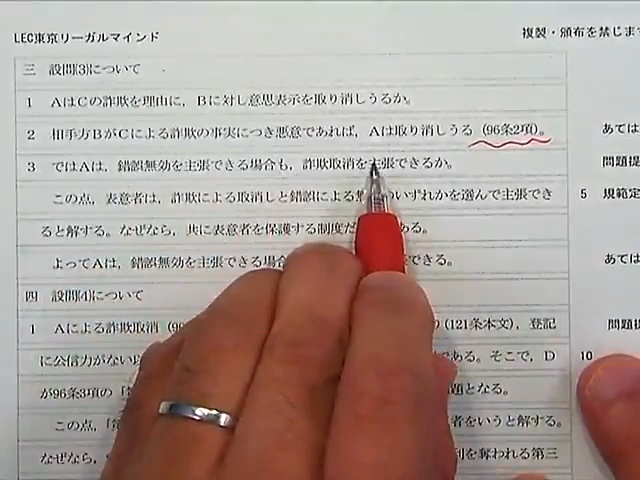 LEC東京リーガルマインド
複製・頒布を禁じま
三 設問(3)について
1 AはCの詐欺を理由に，Bに対し意思表示を取り消しうるか。
2 相手方BがCによる詐欺の事実につき悪意であれば，Aは取り消しうる（96条2項）。
あては
3 ではAは，錯誤無効を主張できる場合も，詐欺取消を主張できるか。
問題提
この点，表意者は，詐欺による取消しと錯誤による いずれかを選んで主張でき
5 規範定
ると解する。なぜなら，共に表意者を保護する制度だ ある。
よってAは，錯誤無効を主張できる場合 きる。
あては
四 設問(4)について
1 Aによる詐欺取消（96 （121条本文），登記
問題提
に公信力がない である。そこで，D
10
が96条3項の「 題となる。
この点，「 者をいうと解する。
なぜなら， 利を奪われる第三